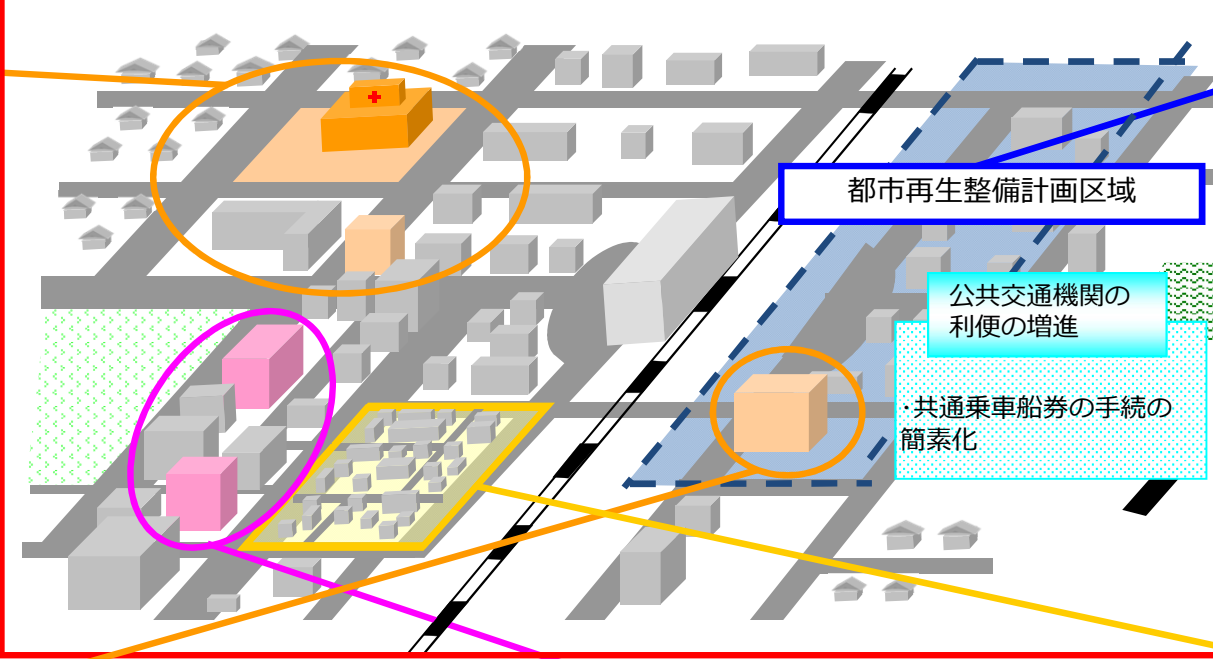 都市再生整備計画区域
公共交通機関の
利便の増進
･共通乗車船券の手続の
簡素化